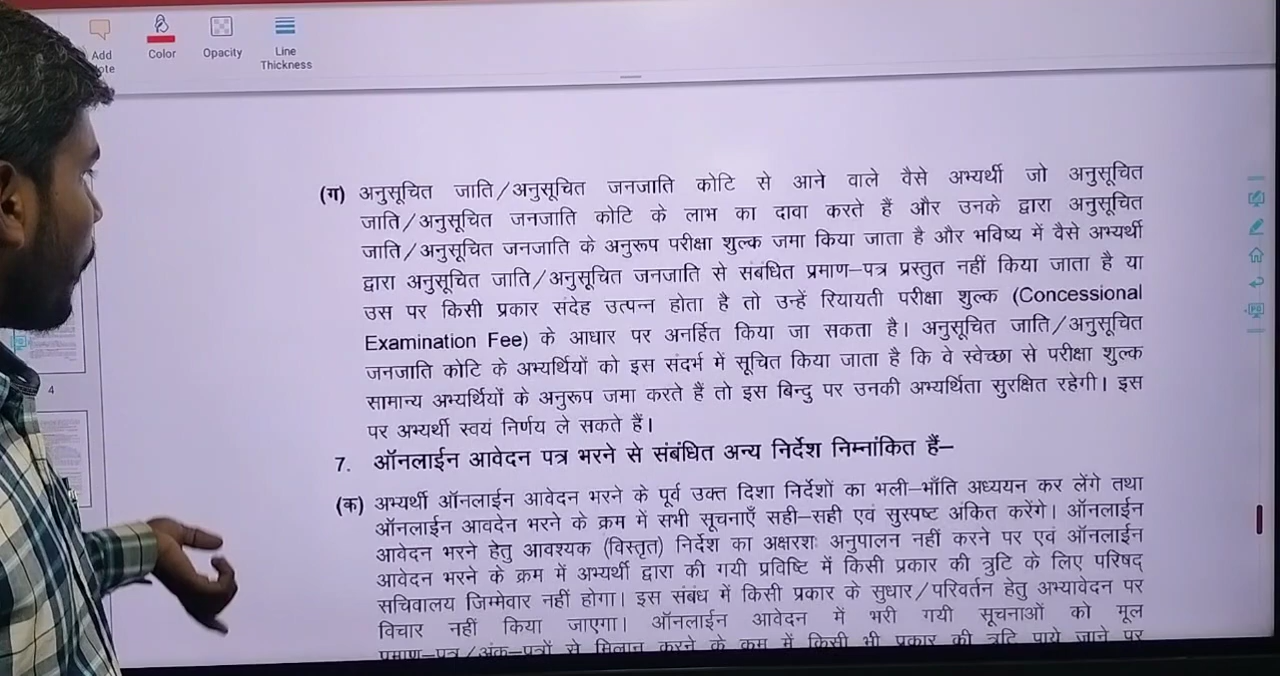 Add
Color
Opacity
Line
Thickness
(ग) अनुसूचित जाति/अनुसूचित जनजाति कोटि से आने वाले वैसे अभ्यर्थी जो अनुसूचित
जाति/अनुसूचित जनजाति कोटि के लाभ का दावा करते हैं और उनके द्वारा अनुसूचित
जाति/अनुसूचित जनजाति के अनुरूप परीक्षा शुल्क जमा किया जाता है और भविष्य में वैसे अभ्यर्थी
द्वारा अनुसूचित जाति/अनुसूचित जनजाति से संबंधित प्रमाण–पत्र प्रस्तुत नहीं किया जाता है या
उस पर किसी प्रकार संदेह उत्पन्न होता है तो उन्हें रियायती परीक्षा शुल्क (Concessional
Examination Fee) के आधार पर अनर्हित किया जा सकता है। अनुसूचित जाति/अनुसूचित
जनजाति कोटि के अभ्यर्थियों को इस संदर्भ में सूचित किया जाता है कि वे स्वेच्छा से परीक्षा शुल्क
सामान्य अभ्यर्थियों के अनुरूप जमा करते हैं तो इस बिन्दु पर उनकी अभ्यर्थिता सुरक्षित रहेगी। इस
पर अभ्यर्थी स्वयं निर्णय ले सकते हैं।
7. ऑनलाईन आवेदन पत्र भरने से संबंधित अन्य निर्देश निम्नांकित हैं–
(क) अभ्यर्थी ऑनलाईन आवेदन भरने के पूर्व उक्त दिशा निर्देशों का भली–भाँति अध्ययन कर लेंगे तथा
ऑनलाईन आवदेन भरने के क्रम में सभी सूचनाएँ सही–सही एवं सुस्पष्ट अंकित करेंगे। ऑनलाईन
आवेदन भरने हेतु आवश्यक (विस्तृत) निर्देश का अक्षरशः अनुपालन नहीं करने पर एवं ऑनलाईन
आवेदन भरने के क्रम में अभ्यर्थी द्वारा की गयी प्रविष्टि में किसी प्रकार की त्रुटि के लिए परिषद्
सचिवालय जिम्मेवार नहीं होगा। इस संबंध में किसी प्रकार के सुधार/परिवर्तन हेतु अभ्यावेदन पर
विचार नहीं किया जाएगा। ऑनलाईन आवेदन में भरी गयी सूचनाओं को मूल
प्रमाण–पत्र/अंक–पत्रों से मिलान करने के क्रम में किसी भी प्रकार की त्रुटि पाये जाने पर
4